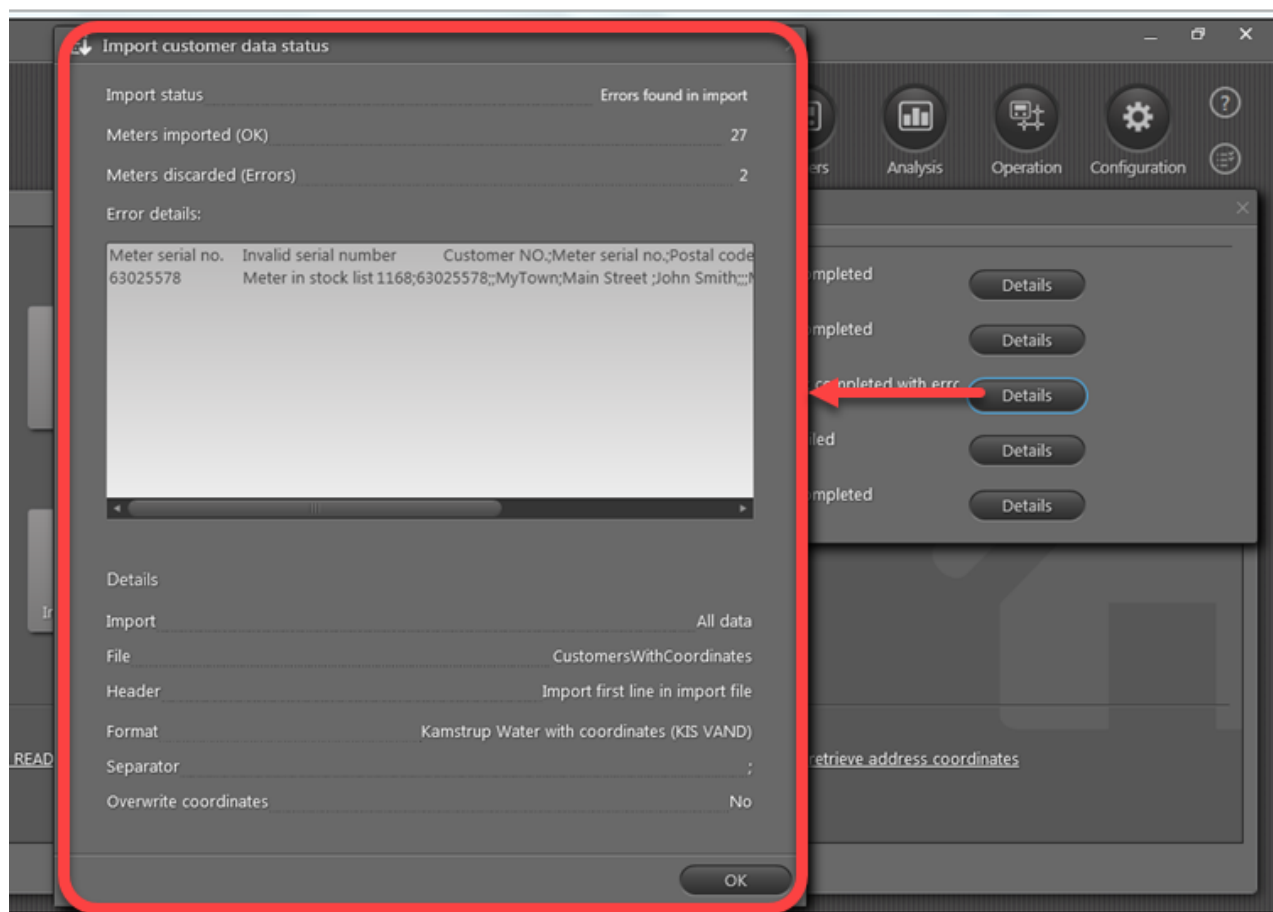 Import customer data status
Import status Errors found in import
Meters imported (OK) 27
Meters discarded (Errors) 2
Error details:
Meter serial no. Invalid serial number Customer NO.;Meter serial no.;Postal code
63025578 Meter in stock list 1168;63025578;;MyTown;Main Street ;John Smith;;;
Details
Import All data
File CustomersWithCoordinates
Header Import first line in import file
Format Kamstrup Water with coordinates (KIS VAND)
Separator ;
Overwrite coordinates No
OK
ers Analysis Operation Configuration ?
mpleted Details
mpleted Details
completed with erro Details
iled Details
mpleted Details
In
READ
retrieve address coordinates